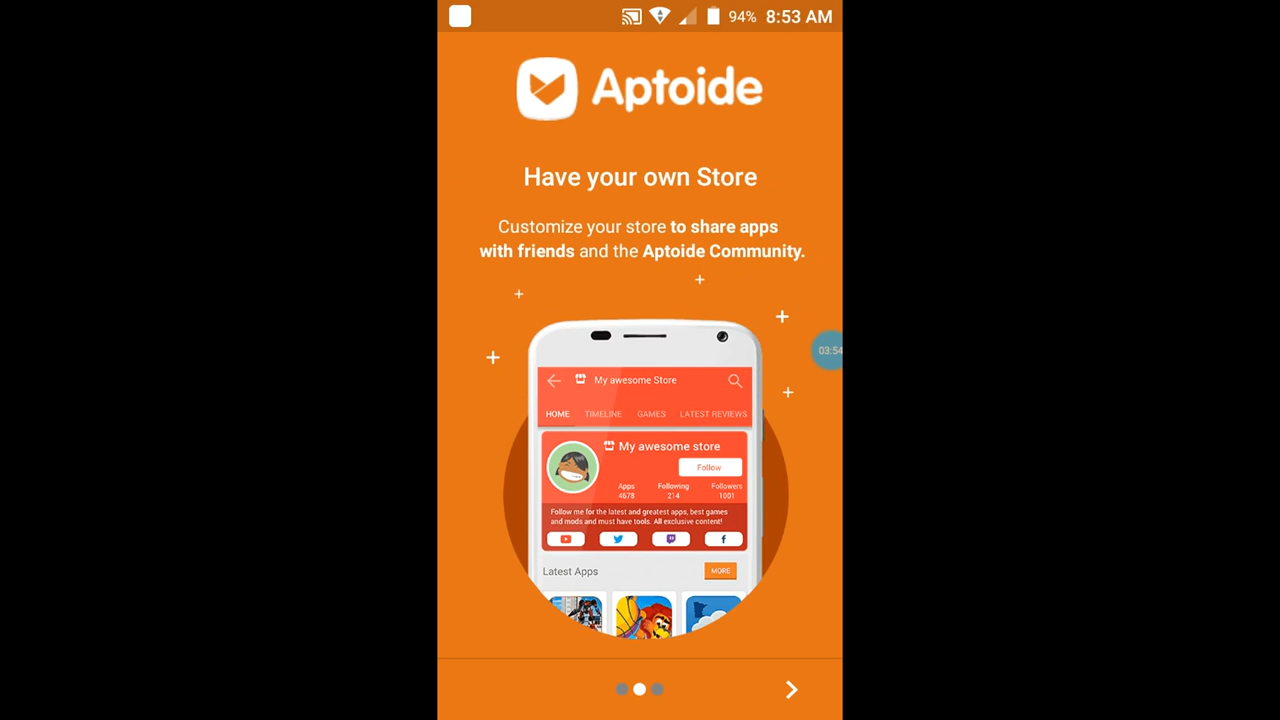 94% 8:53 AM
Aptoide
Have your own Store
Customize your store to share apps
with friends and the Aptoide Community.
03:54
My awesome Store
HOME TIMELINE GAMES LATEST REVIEWS
My awesome store
Follow
Apps Following Followers
4678 214 1001
Follow me for the latest and greatest apps, best games
and mods and must have tools. All exclusive content!
Latest Apps MORE